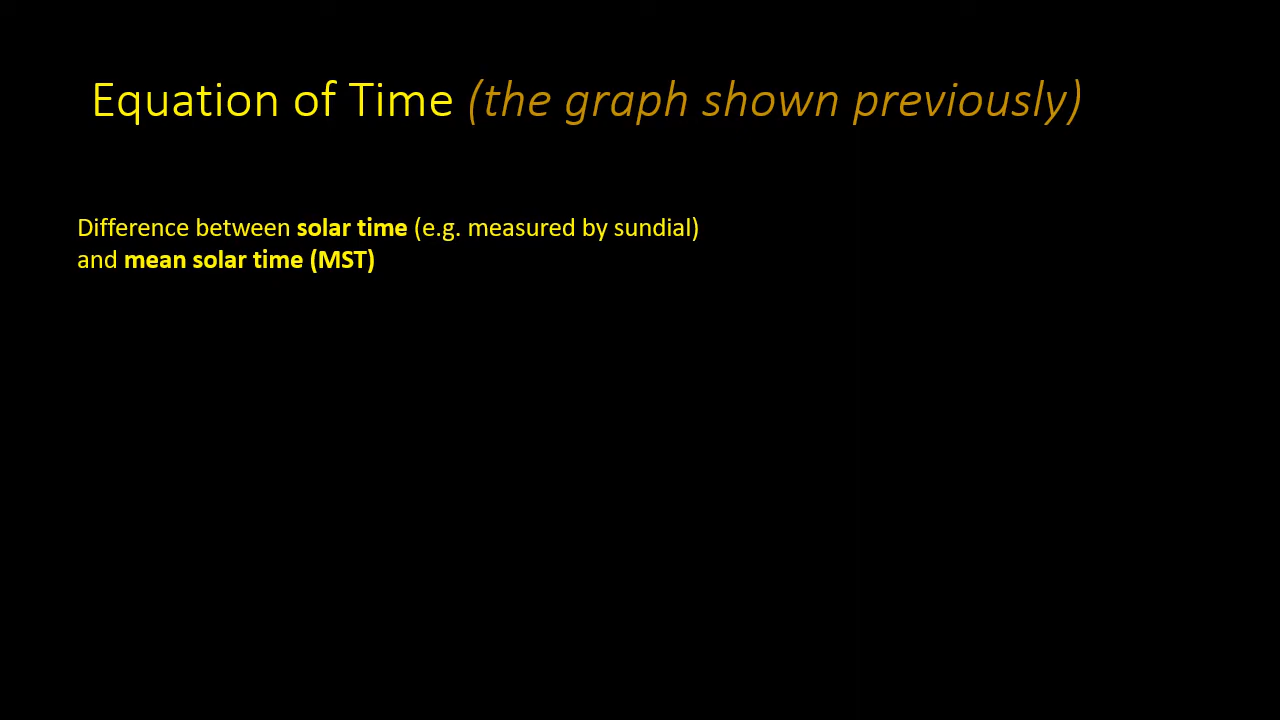 Equation of Time (the graph shown previously)
Difference between solar time (e.g. measured by sundial)
and mean solar time (MST)